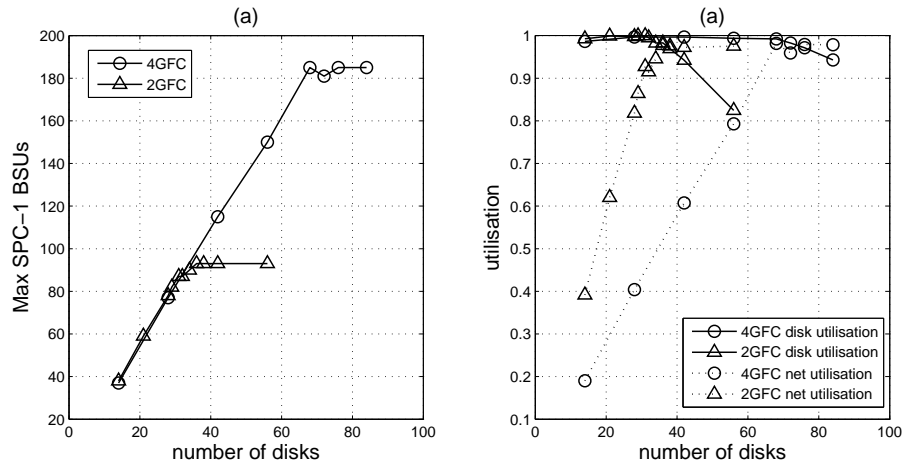 (a)
200
180
160
140
120
100
80
60
40
20
Max SPC–1 BSUs
4GFC
2GFC
0 20 40 60 80 100
number of disks
(a)
1
0.9
0.8
0.7
0.6
0.5
0.4
0.3
0.2
0.1
utilisation
4GFC disk utilisation
2GFC disk utilisation
4GFC net utilisation
2GFC net utilisation
0 20 40 60 80 100
number of disks